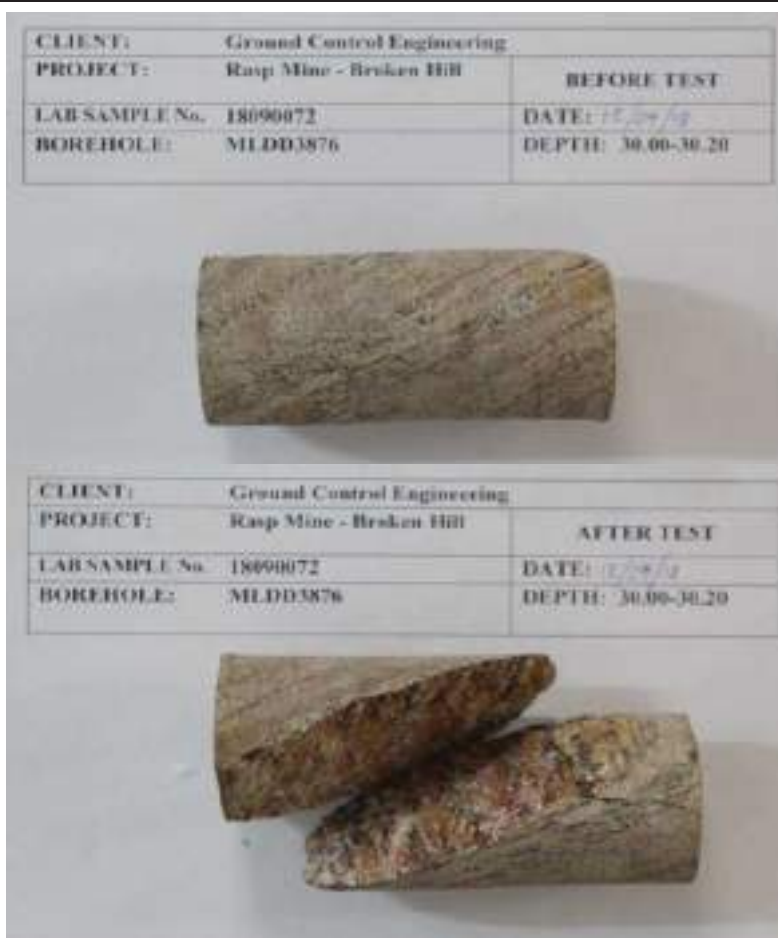 CLIENT: Ground Control Engineering
PROJECT: Rasp Mine - Broken Hill
BEFORE TEST
LAB SAMPLE No. 18090072 DATE:
BOREHOLE: MLDD3876 DEPTH: 30.00-30.20
CLIENT: Ground Control Engineering
PROJECT: Rasp Mine - Broken Hill
AFTER TEST
LAB SAMPLE No. 18090072 DATE:
BOREHOLE: MLDD3876 DEPTH: 30.00-30.20